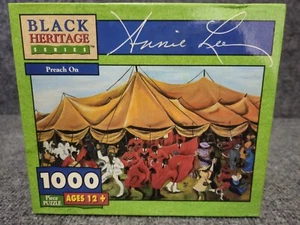 BLACK
HERITAGE
SERIES
Annie Lee
Preach On
1000
Piece
PUZZLE
AGES 12 +